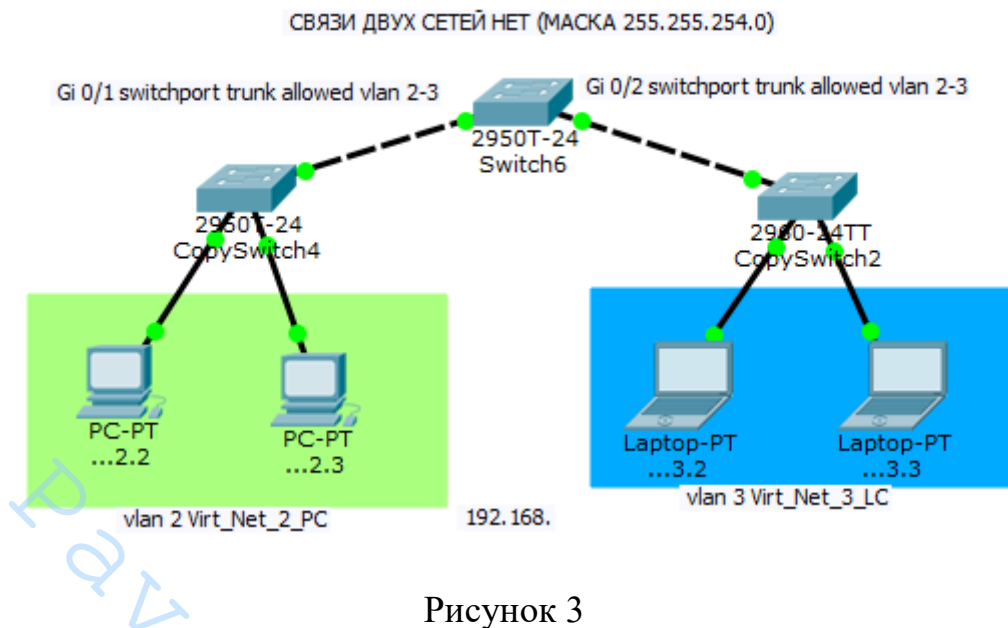 СВЯЗИ ДВУХ СЕТЕЙ НЕТ (МАСКА 255.255.254.0)
Gi 0/1 switchport trunk allowed vlan 2-3
Gi 0/2 switchport trunk allowed vlan 2-3
2950T-24
Switch6
2950T-24
CopySwitch4
2960-24TT
CopySwitch2
PC-PT
...2.2
PC-PT
...2.3
Laptop-PT
...3.2
Laptop-PT
...3.3
vlan 2 Virt_Net_2_PC
192.168.
vlan 3 Virt_Net_3_LC
Pav
Рисунок 3